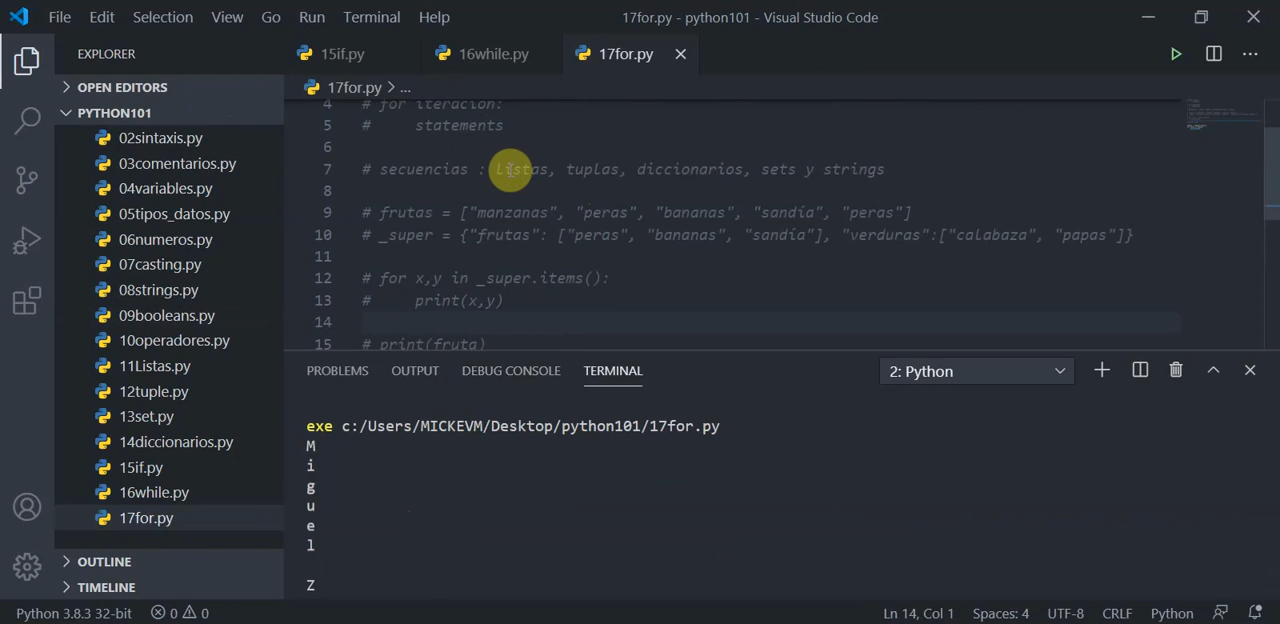 File Edit Selection View Go Run Terminal Help 17for.py - python101 - Visual Studio Code
EXPLORER
15if.py 16while.py 17for.py
OPEN EDITORS
17for.py > ...
PYTHON101
02sintaxis.py
03comentarios.py
04variables.py
05tipos_datos.py
06numeros.py
07casting.py
08strings.py
09booleans.py
10operadores.py
11Listas.py
12tuple.py
13set.py
14diccionarios.py
15if.py
16while.py
17for.py
OUTLINE
TIMELINE
4 # for iteracion:
5 #     statements
6
7 # secuencias : listas, tuplas, diccionarios, sets y strings
8
9 # frutas = ["manzanas", "peras", "bananas", "sandía", "peras"]
10 # _super = {"frutas": ["peras", "bananas", "sandía"], "verduras":["calabaza", "papas"]}
11
12 # for x,y in _super.items():
13 #     print(x,y)
14
15 # print(fruta)
PROBLEMS OUTPUT DEBUG CONSOLE TERMINAL 2: Python
exe c:/Users/MICKEVM/Desktop/python101/17for.py
M
i
g
u
e
l
Z
Python 3.8.3 32-bit 0 0 Ln 14, Col 1 Spaces: 4 UTF-8 CRLF Python